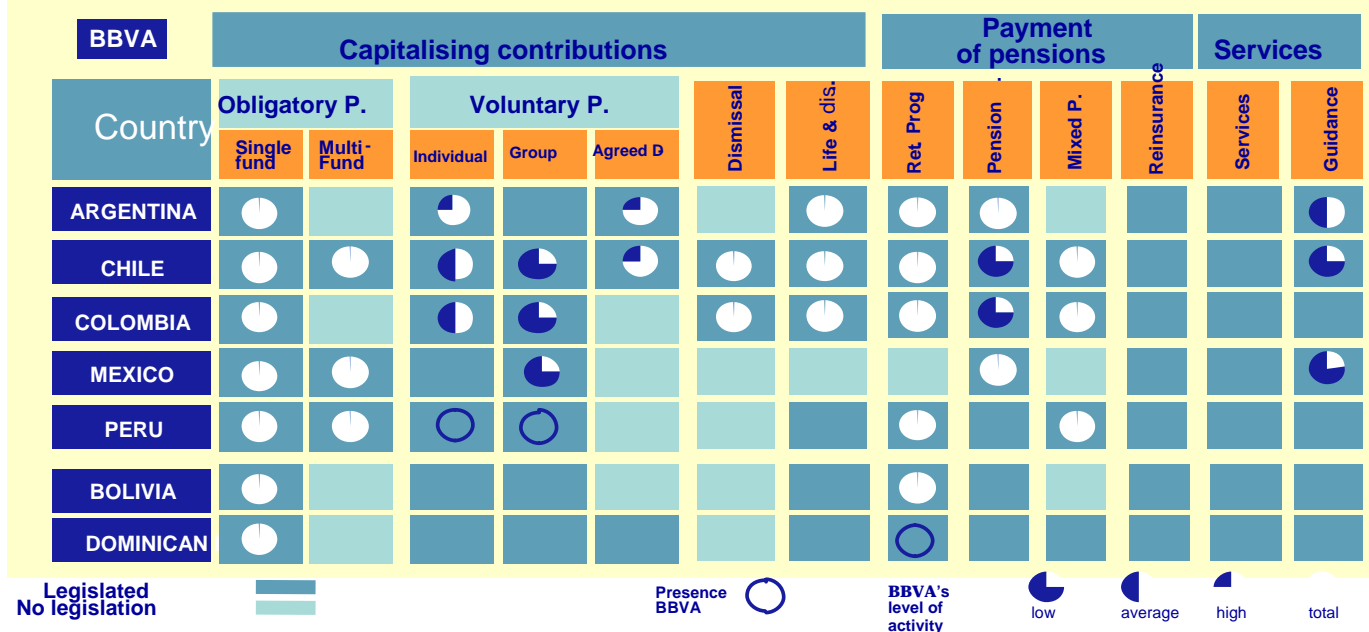 BBVA
Capitalising contributions
Payment
of pensions
Services
Country
Obligatory P.
Voluntary P.
Single
fund
Multi-
Fund
Individual
Group
Agreed D
Dismissal
Life & dis.
Ret. Prog
Pension .
Mixed P.
Reinsurance
Services
Guidance
ARGENTINA
CHILE
COLOMBIA
MEXICO
PERU
BOLIVIA
DOMINICAN
Legislated
No legislation
Presence
BBVA
BBVA's
level of
activity
low
average
high
total